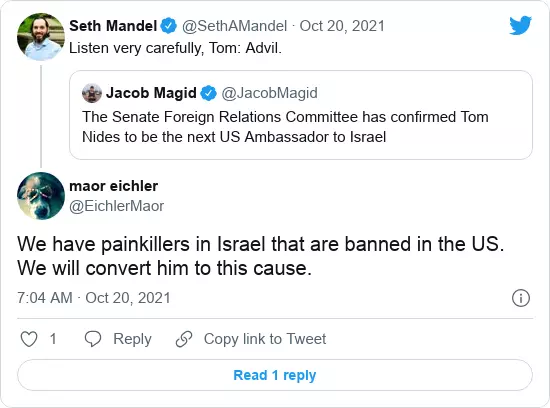 Seth Mandel @SethAMandel · Oct 20, 2021
Listen very carefully, Tom: Advil.
Jacob Magid @JacobMagid
The Senate Foreign Relations Committee has confirmed Tom
Nides to be the next US Ambassador to Israel
maor eichler
@EichlerMaor
We have painkillers in Israel that are banned in the US.
We will convert him to this cause.
7:04 AM · Oct 20, 2021
1 Reply Copy link to Tweet
Read 1 reply